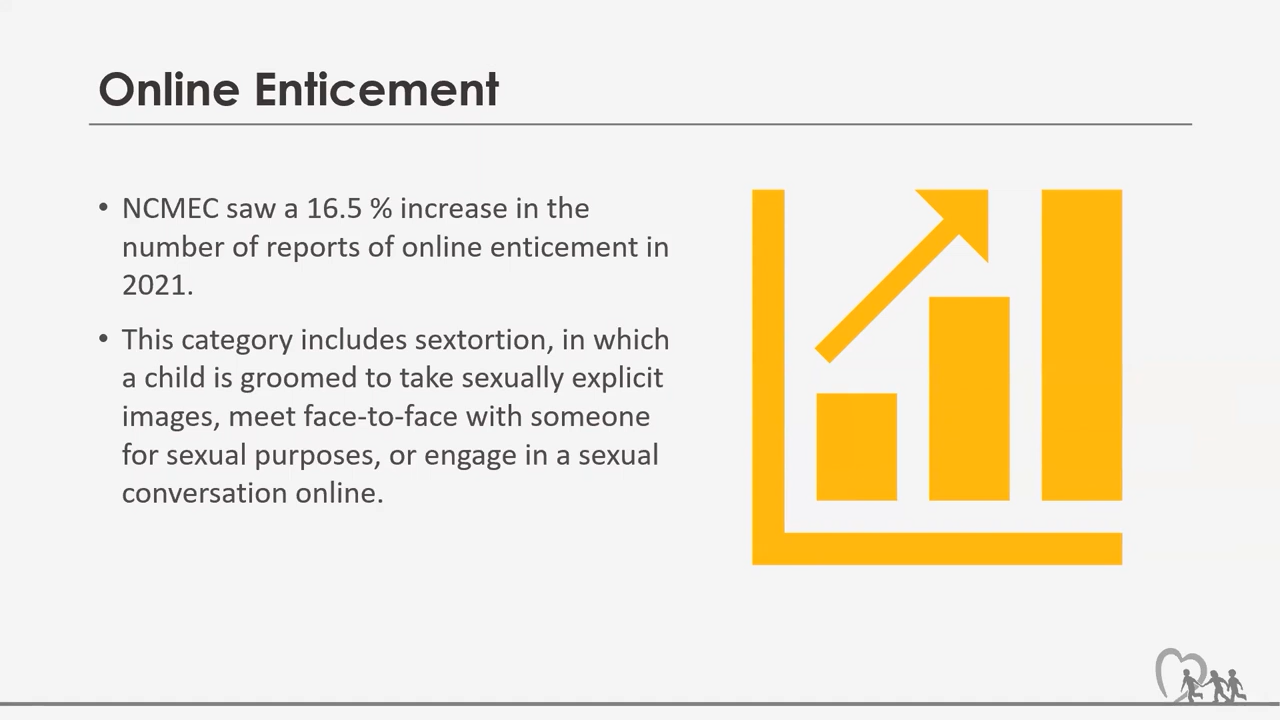 Online Enticement
• NCMEC saw a 16.5 % increase in the
number of reports of online enticement in
2021.
• This category includes sextortion, in which
a child is groomed to take sexually explicit
images, meet face-to-face with someone
for sexual purposes, or engage in a sexual
conversation online.